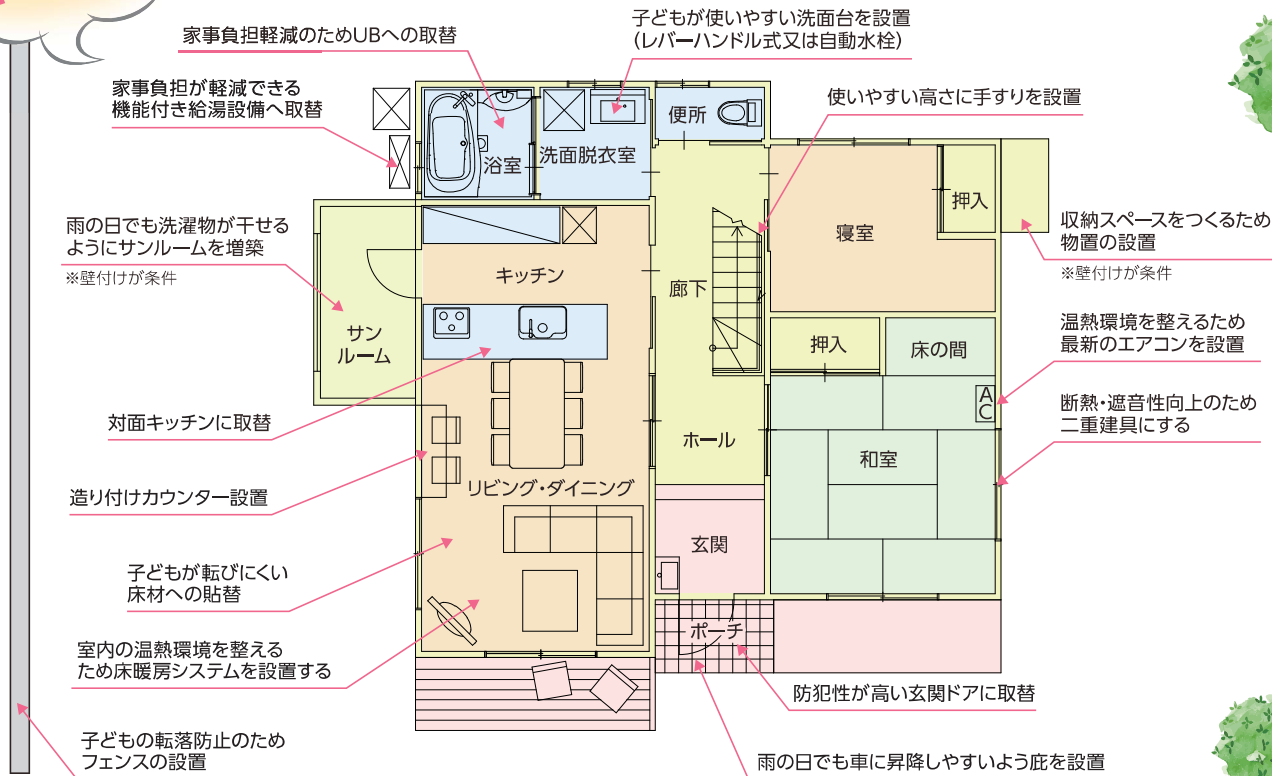 家事負担軽減のためUBへの取替
子どもが使いやすい洗面台を設置
(レバーハンドル式又は自動水栓)
家事負担が軽減できる
機能付き給湯設備へ取替
使いやすい高さに手すりを設置
便所
浴室
洗面脱衣室
押入
寝室
雨の日でも洗濯物が干せる
ようにサンルームを増築
※壁付けが条件
収納スペースをつくるため
物置の設置
※壁付けが条件
キッチン
廊下
サン
ルーム
押入
床の間
温熱環境を整えるため
最新のエアコンを設置
A
C
断熱・遮音性向上のため
二重建具にする
対面キッチンに取替
ホール
和室
造り付けカウンター設置
リビング・ダイニング
玄関
子どもが転びにくい
床材への貼替
ポーチ
室内の温熱環境を整える
ため床暖房システムを設置する
防犯性が高い玄関ドアに取替
子どもの転落防止のため
フェンスの設置
雨の日でも車に昇降しやすいよう庇を設置